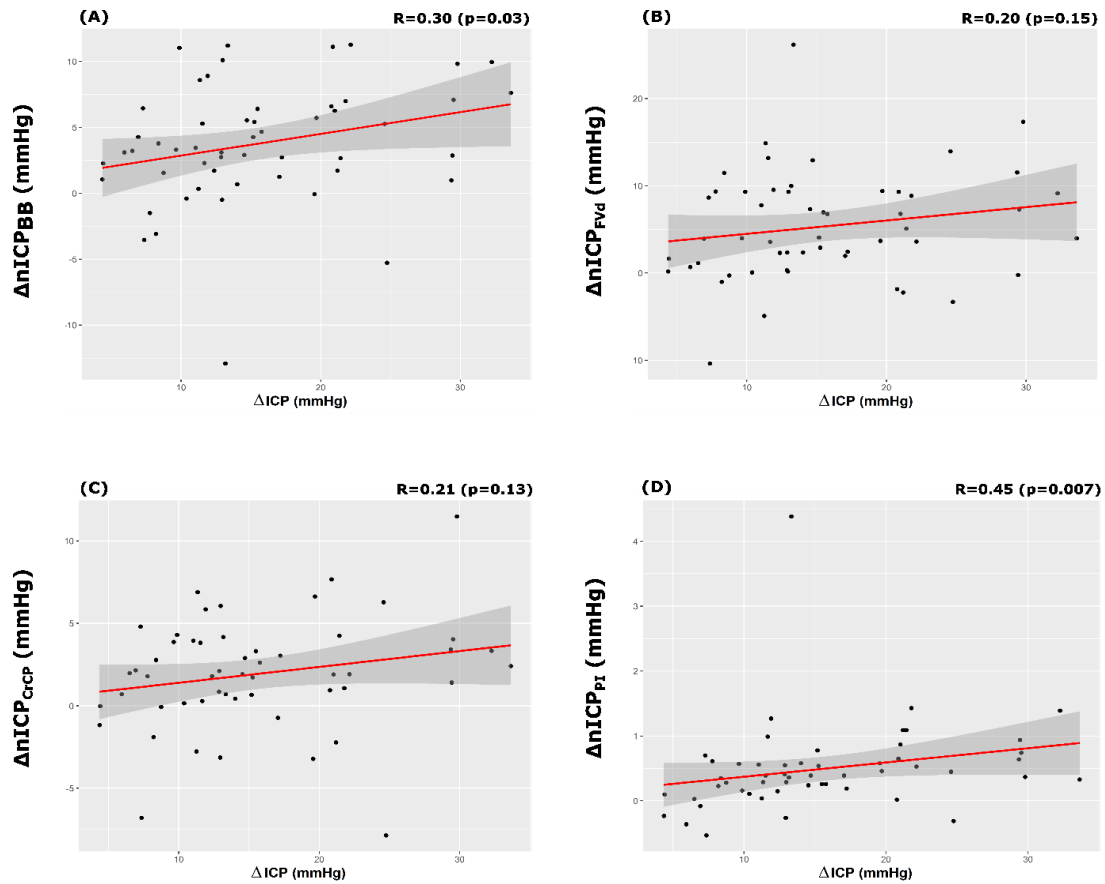 (A) R=0.30 (p=0.03)
10
5
0
-5
-10
ΔnICPBB (mmHg)
10 20 30
ΔICP (mmHg)
(B) R=0.20 (p=0.15)
20
10
0
10
ΔnICPFVd (mmHg)
10 20 30
ΔICP (mmHg)
(C) R=0.21 (p=0.13)
10
5
0
-5
ΔnICPCrCP (mmHg)
10 20 30
ΔICP (mmHg)
(D) R=0.45 (p=0.007)
4
3
2
1
0
ΔnICPPI (mmHg)
10 20 30
ΔICP (mmHg)